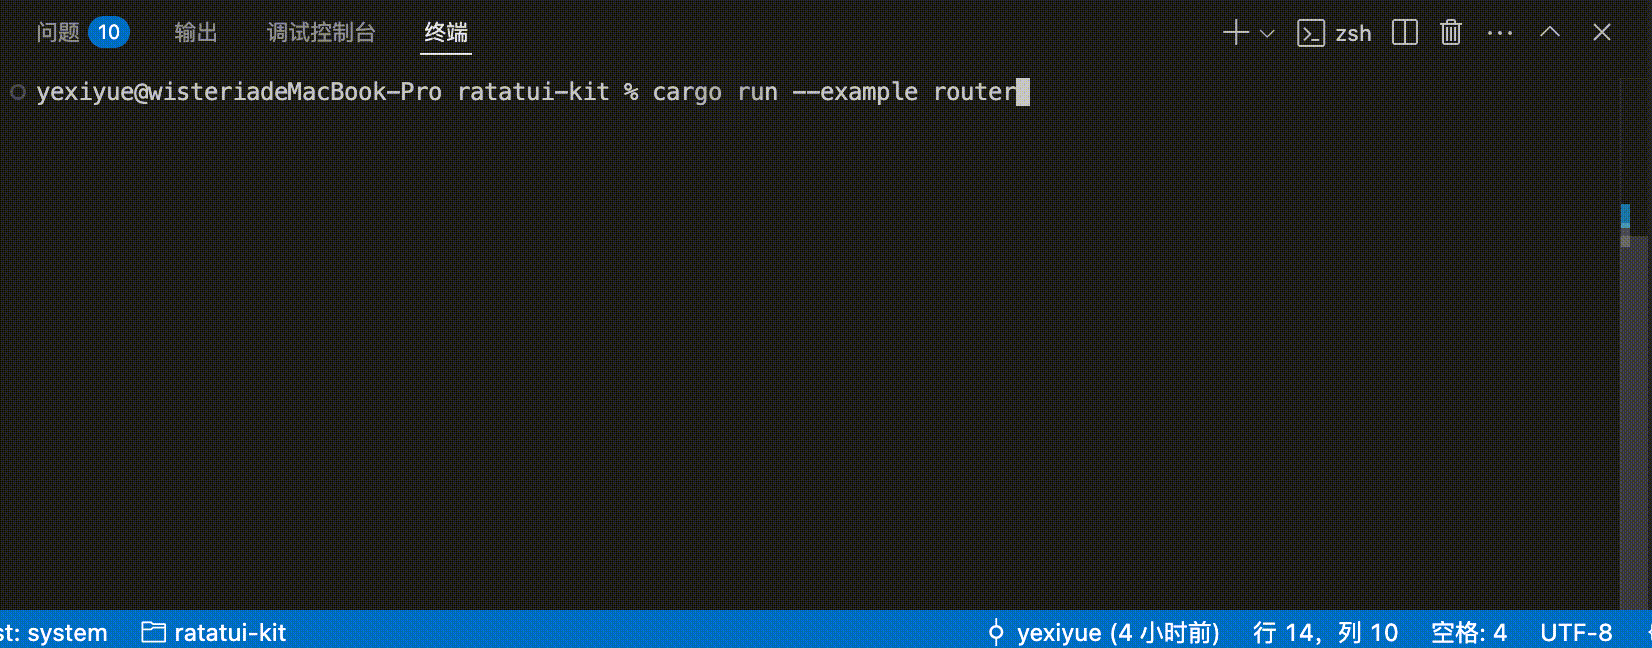 问题 10 输出 调试控制台 终端 zsh
yexiyue@wisteriadeMacBook-Pro ratatui-kit % cargo run --example router
st: system ratatui-kit yexiyue (4 小时前) 行 14，列 10 空格: 4 UTF-8